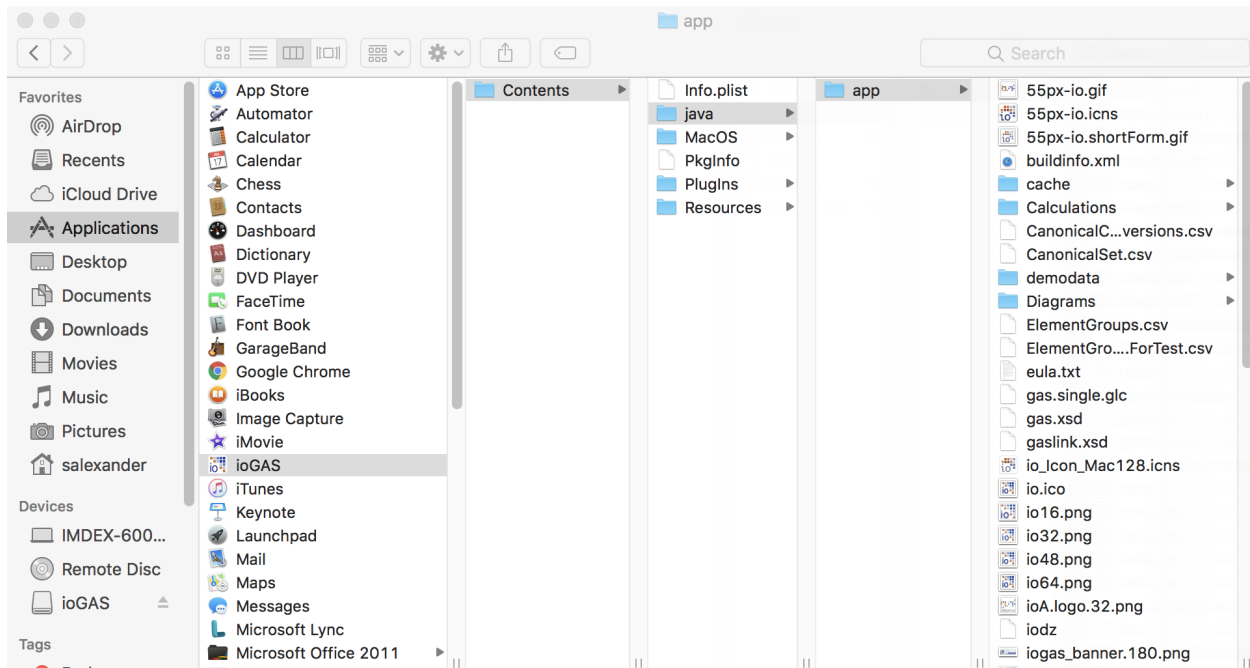 app
Search
Favorites
AirDrop
Recents
iCloud Drive
Applications
Desktop
Documents
Downloads
Movies
Music
Pictures
salexander
Devices
IMDEX-600...
Remote Disc
ioGAS
Tags
App Store
Automator
Calculator
Calendar
Chess
Contacts
Dashboard
Dictionary
DVD Player
FaceTime
Font Book
GarageBand
Google Chrome
iBooks
Image Capture
iMovie
ioGAS
iTunes
Keynote
Launchpad
Mail
Maps
Messages
Microsoft Lync
Microsoft Office 2011
Contents
Info.plist
java
MacOS
PkgInfo
PlugIns
Resources
app
55px-io.gif
55px-io.icns
55px-io.shortForm.gif
buildinfo.xml
cache
Calculations
CanonicalC...versions.csv
CanonicalSet.csv
demodata
Diagrams
ElementGroups.csv
ElementGro....ForTest.csv
eula.txt
gas.single.glc
gas.xsd
gaslink.xsd
io_Icon_Mac128.icns
io.ico
io16.png
io32.png
io48.png
io64.png
ioA.logo.32.png
iodz
iogas_banner.180.png